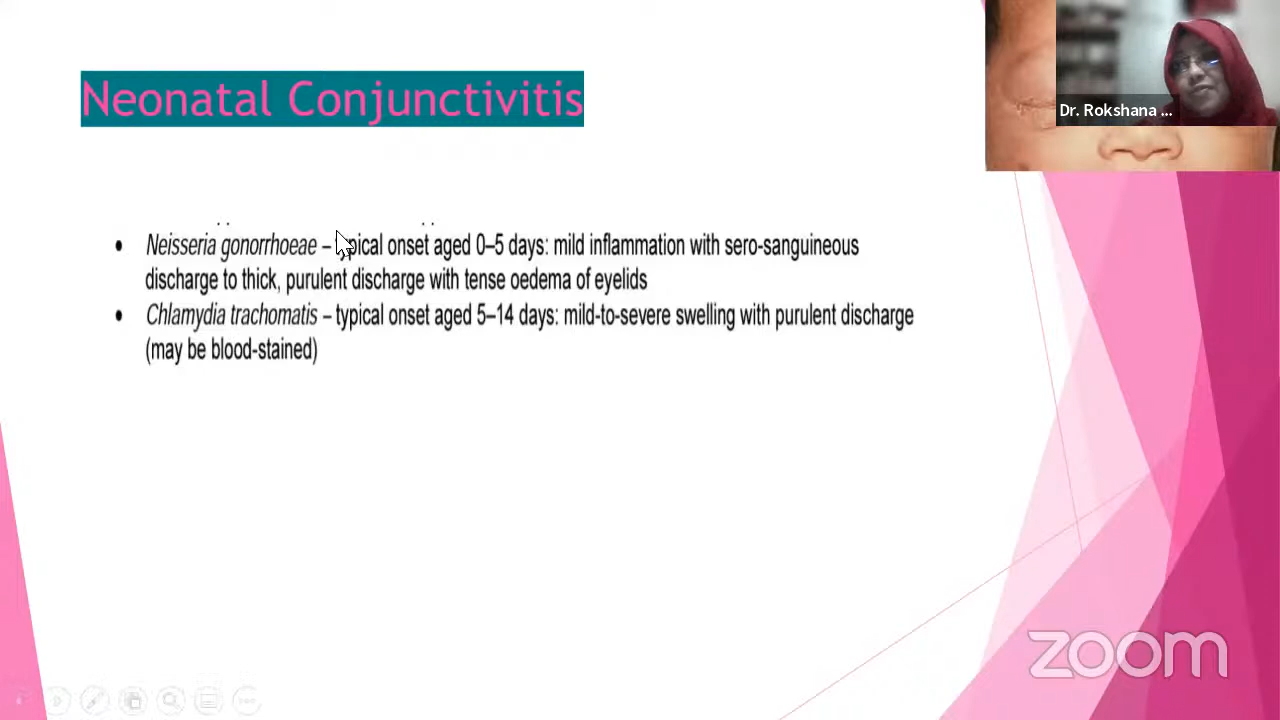 Neonatal Conjunctivitis
Dr. Rokshana ...
• Neisseria gonorrhoeae – typical onset aged 0–5 days: mild inflammation with sero-sanguineous
discharge to thick, purulent discharge with tense oedema of eyelids
• Chlamydia trachomatis – typical onset aged 5–14 days: mild-to-severe swelling with purulent discharge
(may be blood-stained)
zoom